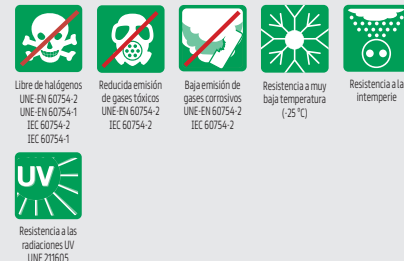 Libre de halógenos
UNE-EN 60754-2
UNE-EN 60754-1
IEC 60754-2
IEC 60754-1
Reducida emisión
de gases tóxicos
UNE-EN 60754-2
IEC 60754-2
Baja emisión de
gases corrosivos
UNE-EN 60754-2
IEC 60754-2
Resistencia a muy
baja temperatura
(-25 °C)
Resistencia a la
intemperie
UV
Resistencia a las
radiaciones UV
UNE 211605